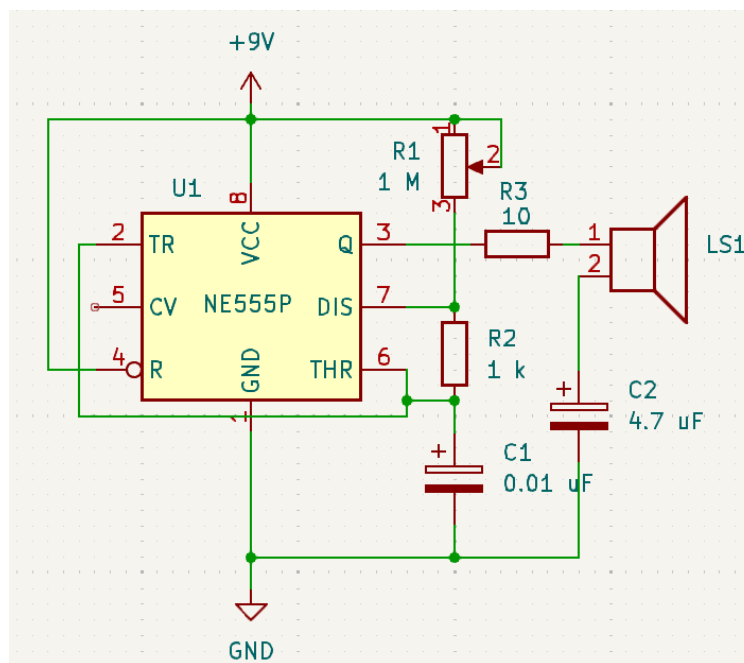 +9V
R1
1 M
1
2
3
U1
8
R3
10
2
TR
VCC
Q
3
1
2
LS1
5
CV
NE555P
DIS
7
4
R
GND
THR
6
R2
1 k
1
C2
4.7 uF
C1
0.01 uF
+
+
GND